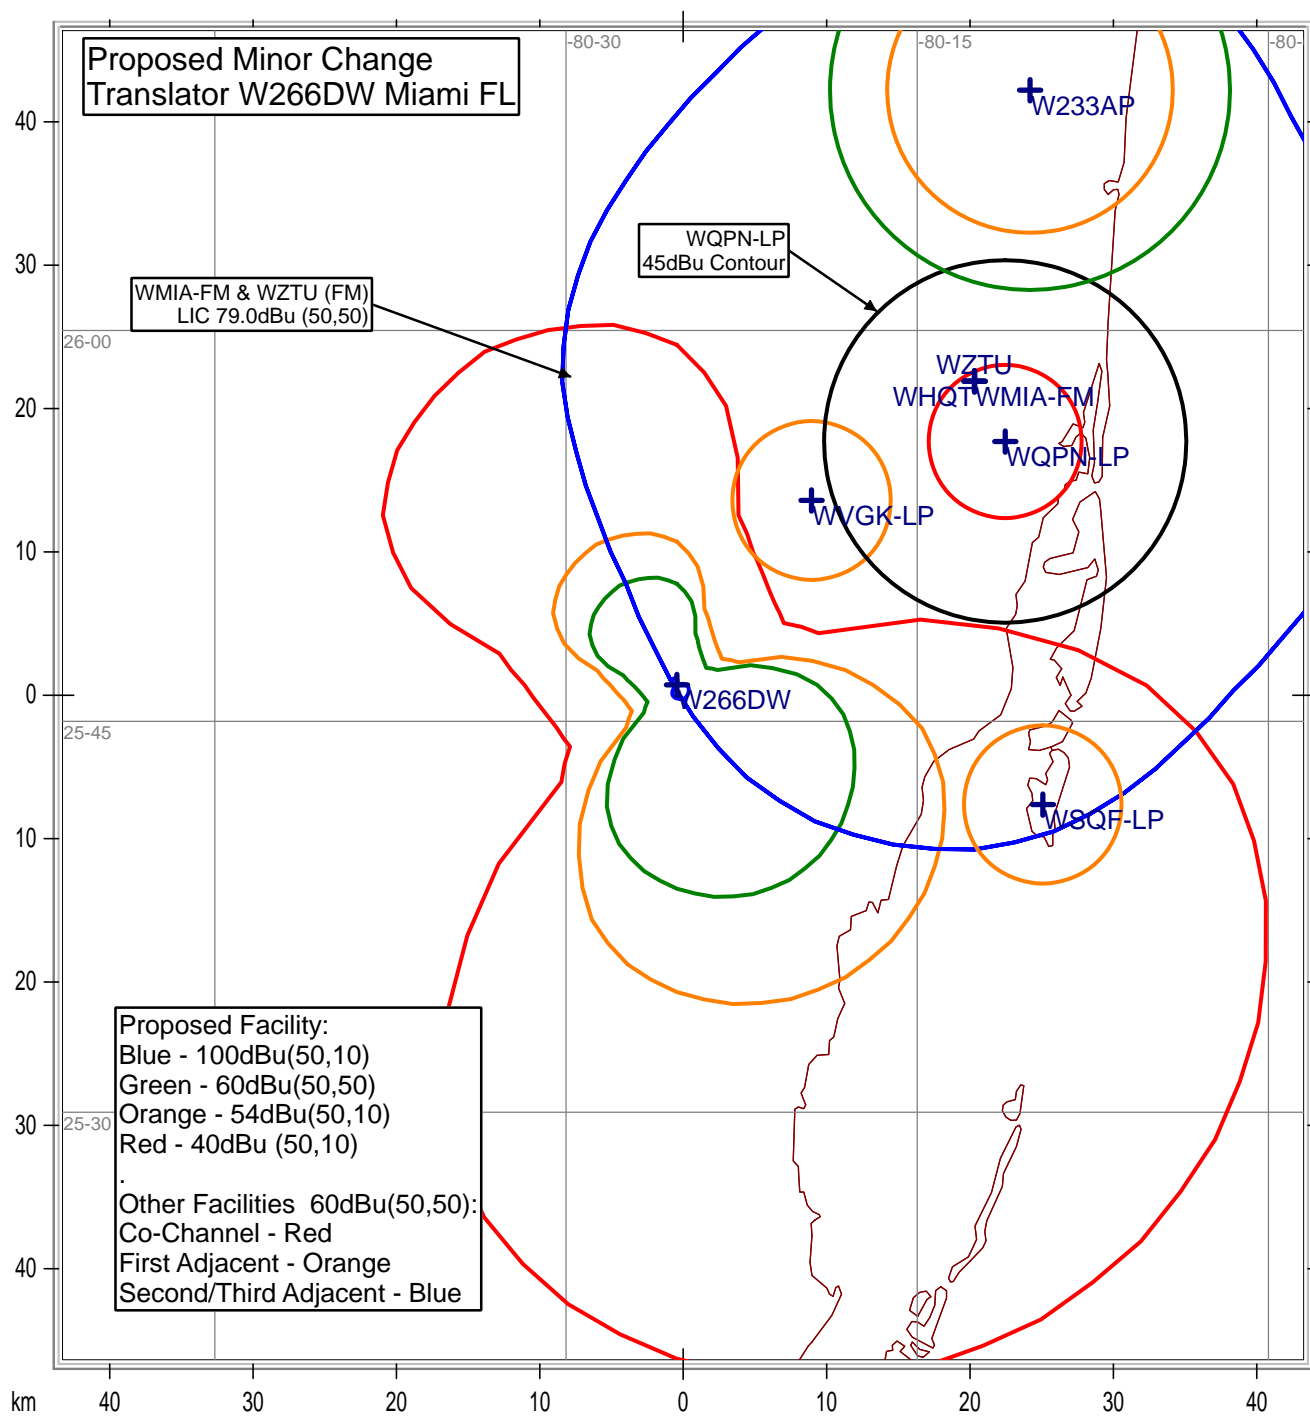 Proposed Minor Change
Translator W266DW Miami FL
-80-30
-80-15
-80-
W233AP
WQPN-LP
45dBu Contour
WMIA-FM & WZTU (FM)
LIC 79.0dBu (50,50)
26-00
WZTU
WHQTWMIA-FM
WQPN-LP
WVGK-LP
W266DW
25-45
WSQF-LP
25-30
Proposed Facility:
Blue - 100dBu(50,10)
Green - 60dBu(50,50)
Orange - 54dBu(50,10)
Red - 40dBu (50,10)
.
Other Facilities  60dBu(50,50):
Co-Channel - Red
First Adjacent - Orange
Second/Third Adjacent - Blue
40
30
20
10
0
10
20
30
40
km
40
30
20
10
0
10
20
30
40